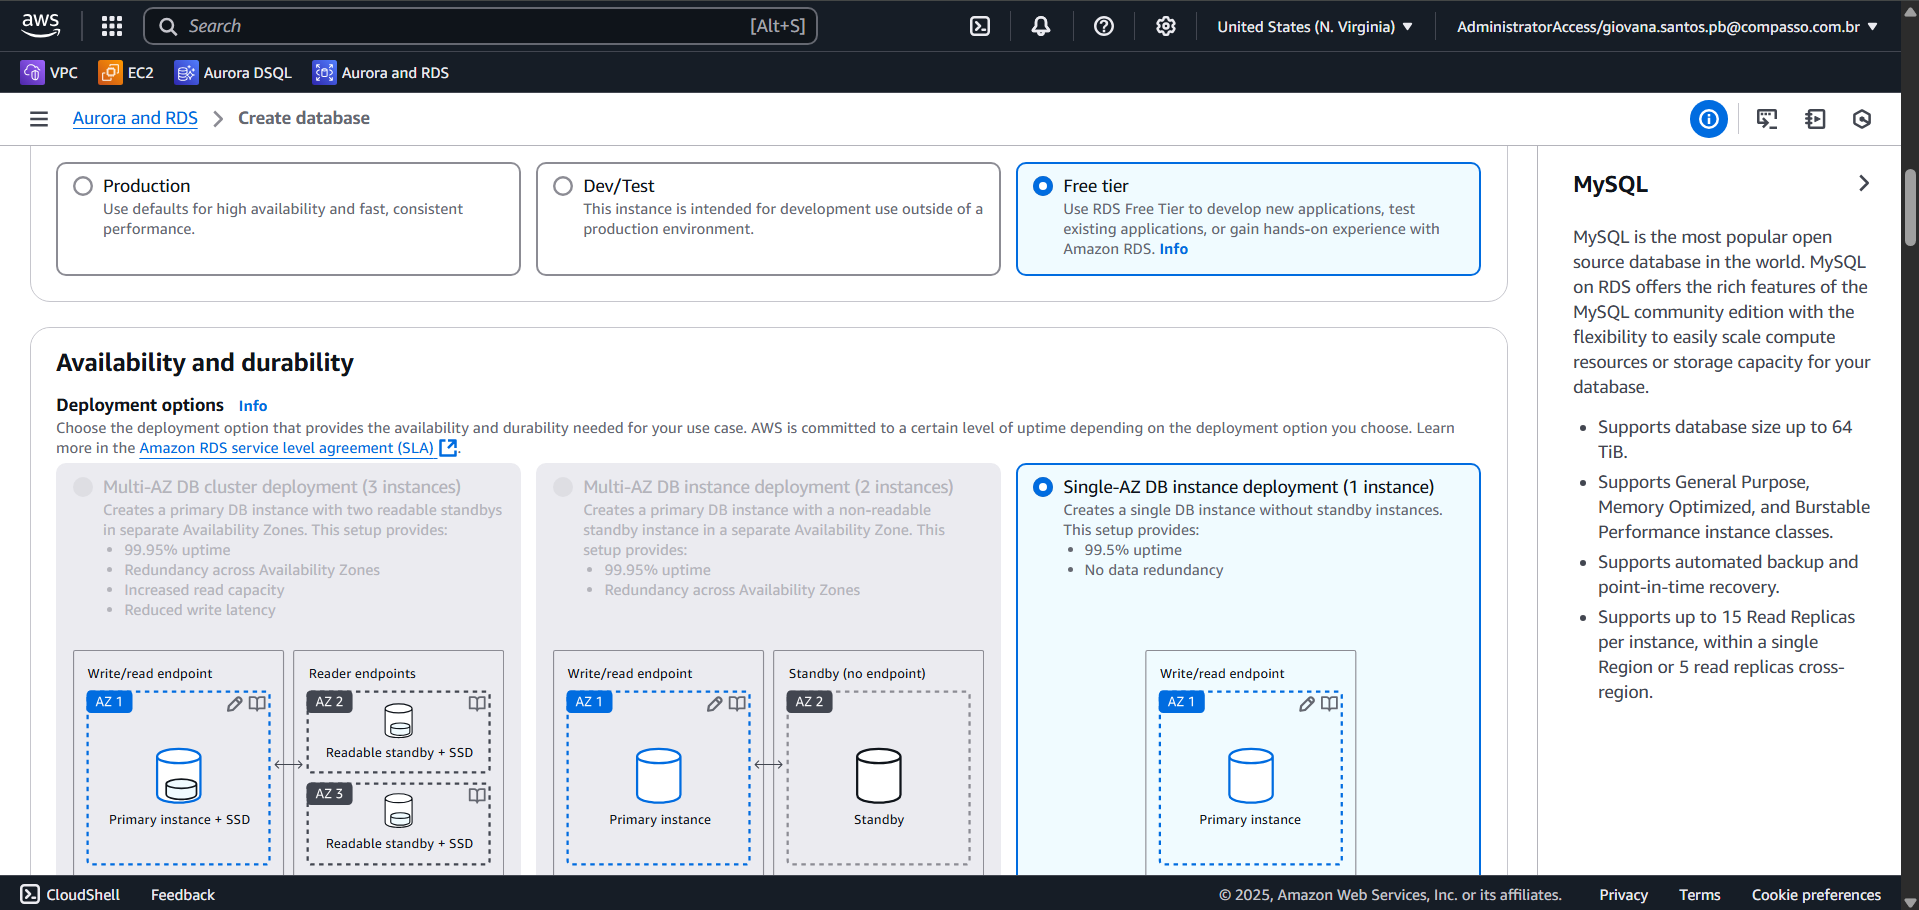 aws
Search
[Alt+S]
United States (N. Virginia)
AdministratorAccess/giovana.santos.pb@compasso.com.br
VPC
EC2
Aurora DSQL
Aurora and RDS
Aurora and RDS
Create database
Production
Use defaults for high availability and fast, consistent
performance.
Dev/Test
This instance is intended for development use outside of a
production environment.
Free tier
Use RDS Free Tier to develop new applications, test
existing applications, or gain hands-on experience with
Amazon RDS. Info
Availability and durability
Deployment options Info
Choose the deployment option that provides the availability and durability needed for your use case. AWS is committed to a certain level of uptime depending on the deployment option you choose. Learn
more in the Amazon RDS service level agreement (SLA).
Multi-AZ DB cluster deployment (3 instances)
Creates a primary DB instance with two readable standbys
in separate Availability Zones. This setup provides:
• 99.95% uptime
• Redundancy across Availability Zones
• Increased read capacity
• Reduced write latency
Write/read endpoint
AZ 1
Primary instance + SSD
Reader endpoints
AZ 2
Readable standby + SSD
AZ 3
Readable standby + SSD
Multi-AZ DB instance deployment (2 instances)
Creates a primary DB instance with a non-readable
standby instance in a separate Availability Zone. This
setup provides:
• 99.95% uptime
• Redundancy across Availability Zones
Write/read endpoint
AZ 1
Primary instance
Standby (no endpoint)
AZ 2
Standby
Single-AZ DB instance deployment (1 instance)
Creates a single DB instance without standby instances.
This setup provides:
• 99.5% uptime
• No data redundancy
Write/read endpoint
AZ 1
Primary instance
MySQL
MySQL is the most popular open
source database in the world. MySQL
on RDS offers the rich features of the
MySQL community edition with the
flexibility to easily scale compute
resources or storage capacity for your
database.
• Supports database size up to 64
TiB.
• Supports General Purpose,
Memory Optimized, and Burstable
Performance instance classes.
• Supports automated backup and
point-in-time recovery.
• Supports up to 15 Read Replicas
per instance, within a single
Region or 5 read replicas cross-
region.
CloudShell
Feedback
© 2025, Amazon Web Services, Inc. or its affiliates.
Privacy
Terms
Cookie preferences